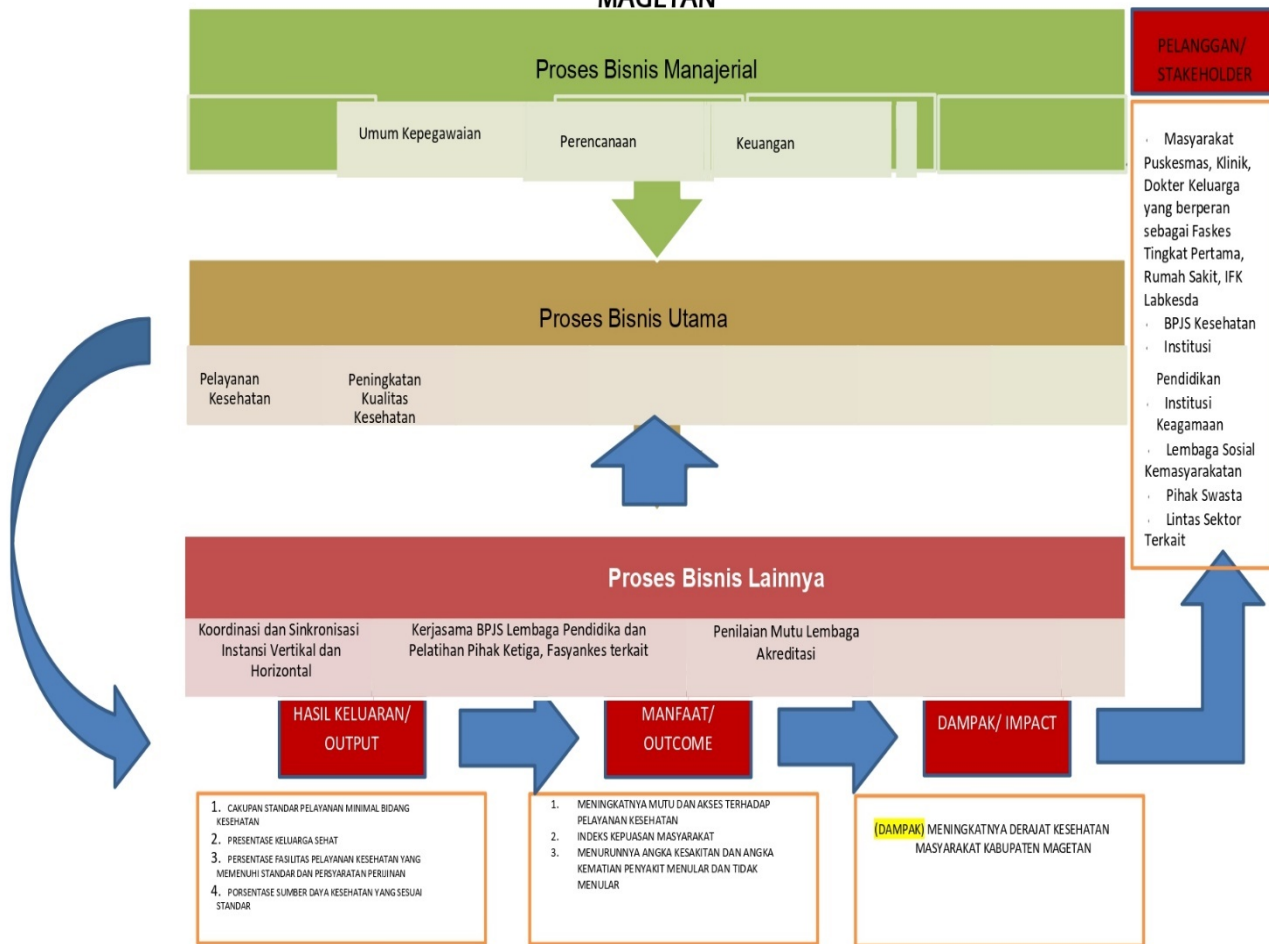 MAGETAN
Proses Bisnis Manajerial
Umum Kepegawaian
Perencanaan
Keuangan
PELANGGAN/
STAKEHOLDER
· Masyarakat
Puskesmas, Klinik,
Dokter Keluarga
yang berperan
sebagai Faskes
Tingkat Pertama,
Rumah Sakit, IFK
Labkesda
· BPJS Kesehatan
· Institusi
Pendidikan
· Institusi
Keagamaan
· Lembaga Sosial
Kemasyarakatan
· Pihak Swasta
· Lintas Sektor
Terkait
Proses Bisnis Utama
Pelayanan
Kesehatan
Peningkatan
Kualitas
Kesehatan
Proses Bisnis Lainnya
Koordinasi dan Sinkronisasi
Instansi Vertikal dan
Horizontal
Kerjasama BPJS Lembaga Pendidika dan
Pelatihan Pihak Ketiga, Fasyankes terkait
Penilaian Mutu Lembaga
Akreditasi
HASIL KELUARAN/
OUTPUT
MANFAAT/
OUTCOME
DAMPAK/ IMPACT
1. CAKUPAN STANDAR PELAYANAN MINIMAL BIDANG
KESEHATAN
2. PRESENTASE KELUARGA SEHAT
3. PERSENTASE FASILITAS PELAYANAN KESEHATAN YANG
MEMENUHI STANDAR DAN PERSYARATAN PERIJINAN
4. PORSENTASE SUMBER DAYA KESEHATAN YANG SESUAI
STANDAR
1. MENINGKATNYA MUTU DAN AKSES TERHADAP
PELAYANAN KESEHATAN
2. INDEKS KEPUASAN MASYARAKAT
3. MENURUNNYA ANGKA KESAKITAN DAN ANGKA
KEMATIAN PENYAKIT MENULAR DAN TIDAK
MENULAR
(DAMPAK) MENINGKATNYA DERAJAT KESEHATAN
MASYARAKAT KABUPATEN MAGETAN